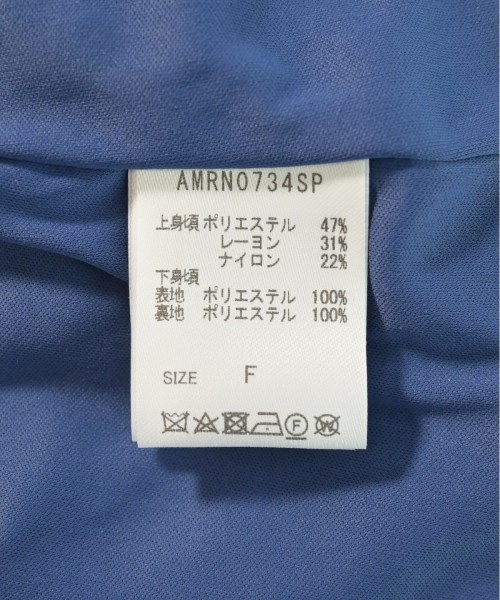 AMRN0734SP
上身頃 ポリエステル 47%
レーヨン 31%
ナイロン 22%
下身頃
表地 ポリエステル 100%
裏地 ポリエステル 100%
SIZE F
F W